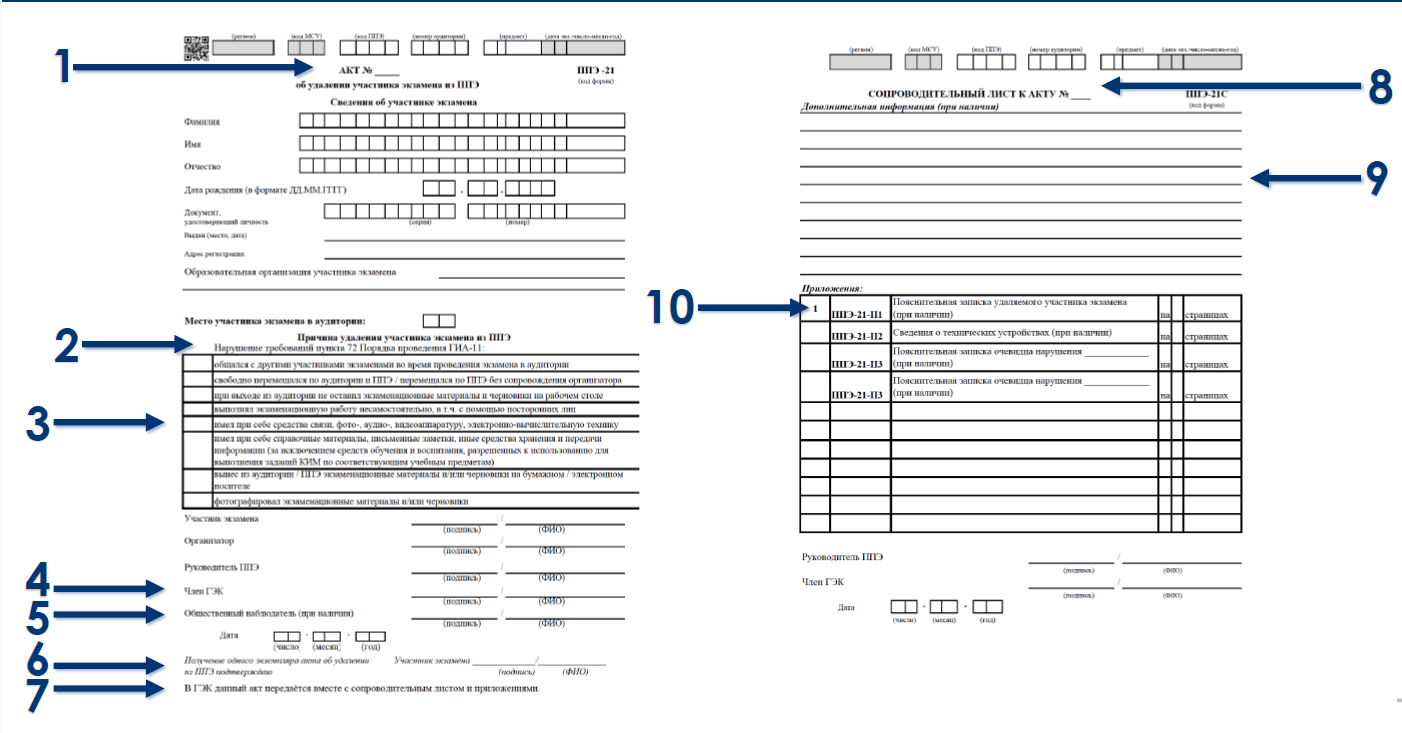 (регион) (код МСУ) (код ППЭ) (номер аудитории) (предмет) (дата экз.:число-месяц-год)
1
АКТ № ____ ППЭ -21
(код формы)
об удалении участника экзамена из ППЭ
Сведения об участнике экзамена
Фамилия
Имя
Отчество
Дата рождения (в формате ДД.ММ.ГГГГ)
Документ,
удостоверяющий личность
(серия) (номер)
Выдан (место, дата)
Адрес регистрации
Образовательная организация участника экзамена
Место участника экзамена в аудитории:
2
Причина удаления участника экзамена из ППЭ
Нарушение требований пункта 72 Порядка проведения ГИА-11:
общался с другими участниками экзаменами во время проведения экзамена в аудитории
свободно перемещался по аудитории и ППЭ / перемещался по ППЭ без сопровождения организатора
при выходе из аудитории не оставил экзаменационные материалы и черновики на рабочем столе
выполнял экзаменационную работу несамостоятельно, в т.ч. с помощью посторонних лиц
3
имел при себе средства связи, фото-, аудио-, видеоаппаратуру, электронно-вычислительную технику
имел при себе справочные материалы, письменные заметки, иные средства хранения и передачи
информации (за исключением средств обучения и воспитания, разрешенных к использованию для
выполнения заданий КИМ по соответствующим учебным предметам)
вынес из аудитории / ППЭ экзаменационные материалы и/или черновики на бумажном / электронном
носителе
фотографировал экзаменационные материалы и/или черновики
Участник экзамена /
(подпись) (ФИО)
Организатор /
(подпись) (ФИО)
Руководитель ППЭ /
(подпись) (ФИО)
4
Член ГЭК /
(подпись) (ФИО)
5
Общественный наблюдатель (при наличии) /
(подпись) (ФИО)
Дата
(число) (месяц) (год)
6
Получение одного экземпляра акта об удалении Участник экзамена ____________/____________
из ППЭ подтверждаю (подпись) (ФИО)
7
В ГЭК данный акт передаётся вместе с сопроводительным листом и приложениями.
(регион) (код МСУ) (код ППЭ) (номер аудитории) (предмет) (дата экз.:число-месяц-год)
8
СОПРОВОДИТЕЛЬНЫЙ ЛИСТ К АКТУ № ____ ППЭ-21С
Дополнительная информация (при наличии) (код формы)
9
Приложения:
10
1 ППЭ-21-П1 Пояснительная записка удаляемого участника экзамена
(при наличии) на страницах
ППЭ-21-П2 Сведения о технических устройствах (при наличии) на страницах
ППЭ-21-П3 Пояснительная записка очевидца нарушения ____________
(при наличии) на страницах
ППЭ-21-П3 Пояснительная записка очевидца нарушения ____________
(при наличии) на страницах
Руководитель ППЭ /
(подпись) (ФИО)
Член ГЭК /
(подпись) (ФИО)
Дата
(число) (месяц) (год)